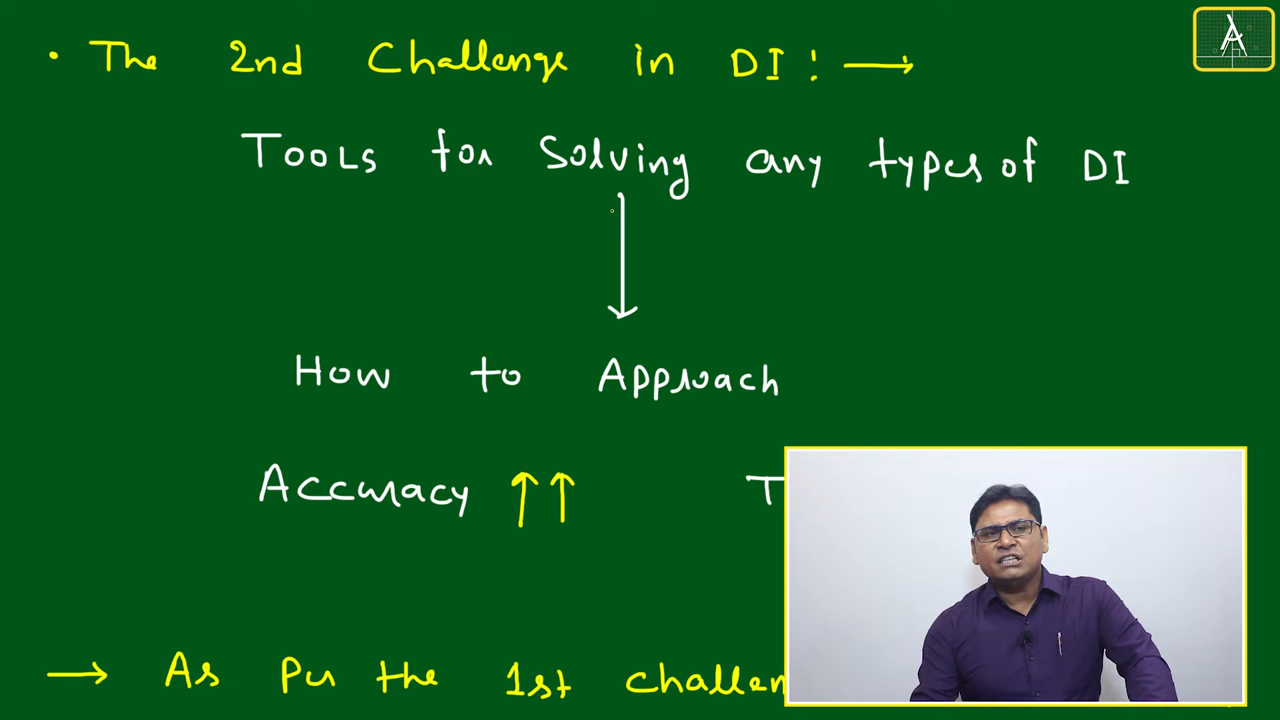 • The 2nd Challenge in DI! →
Tools for Solving any types of DI
How to Approach
Accuracy ↑↑ T
→ As Per the 1st challen